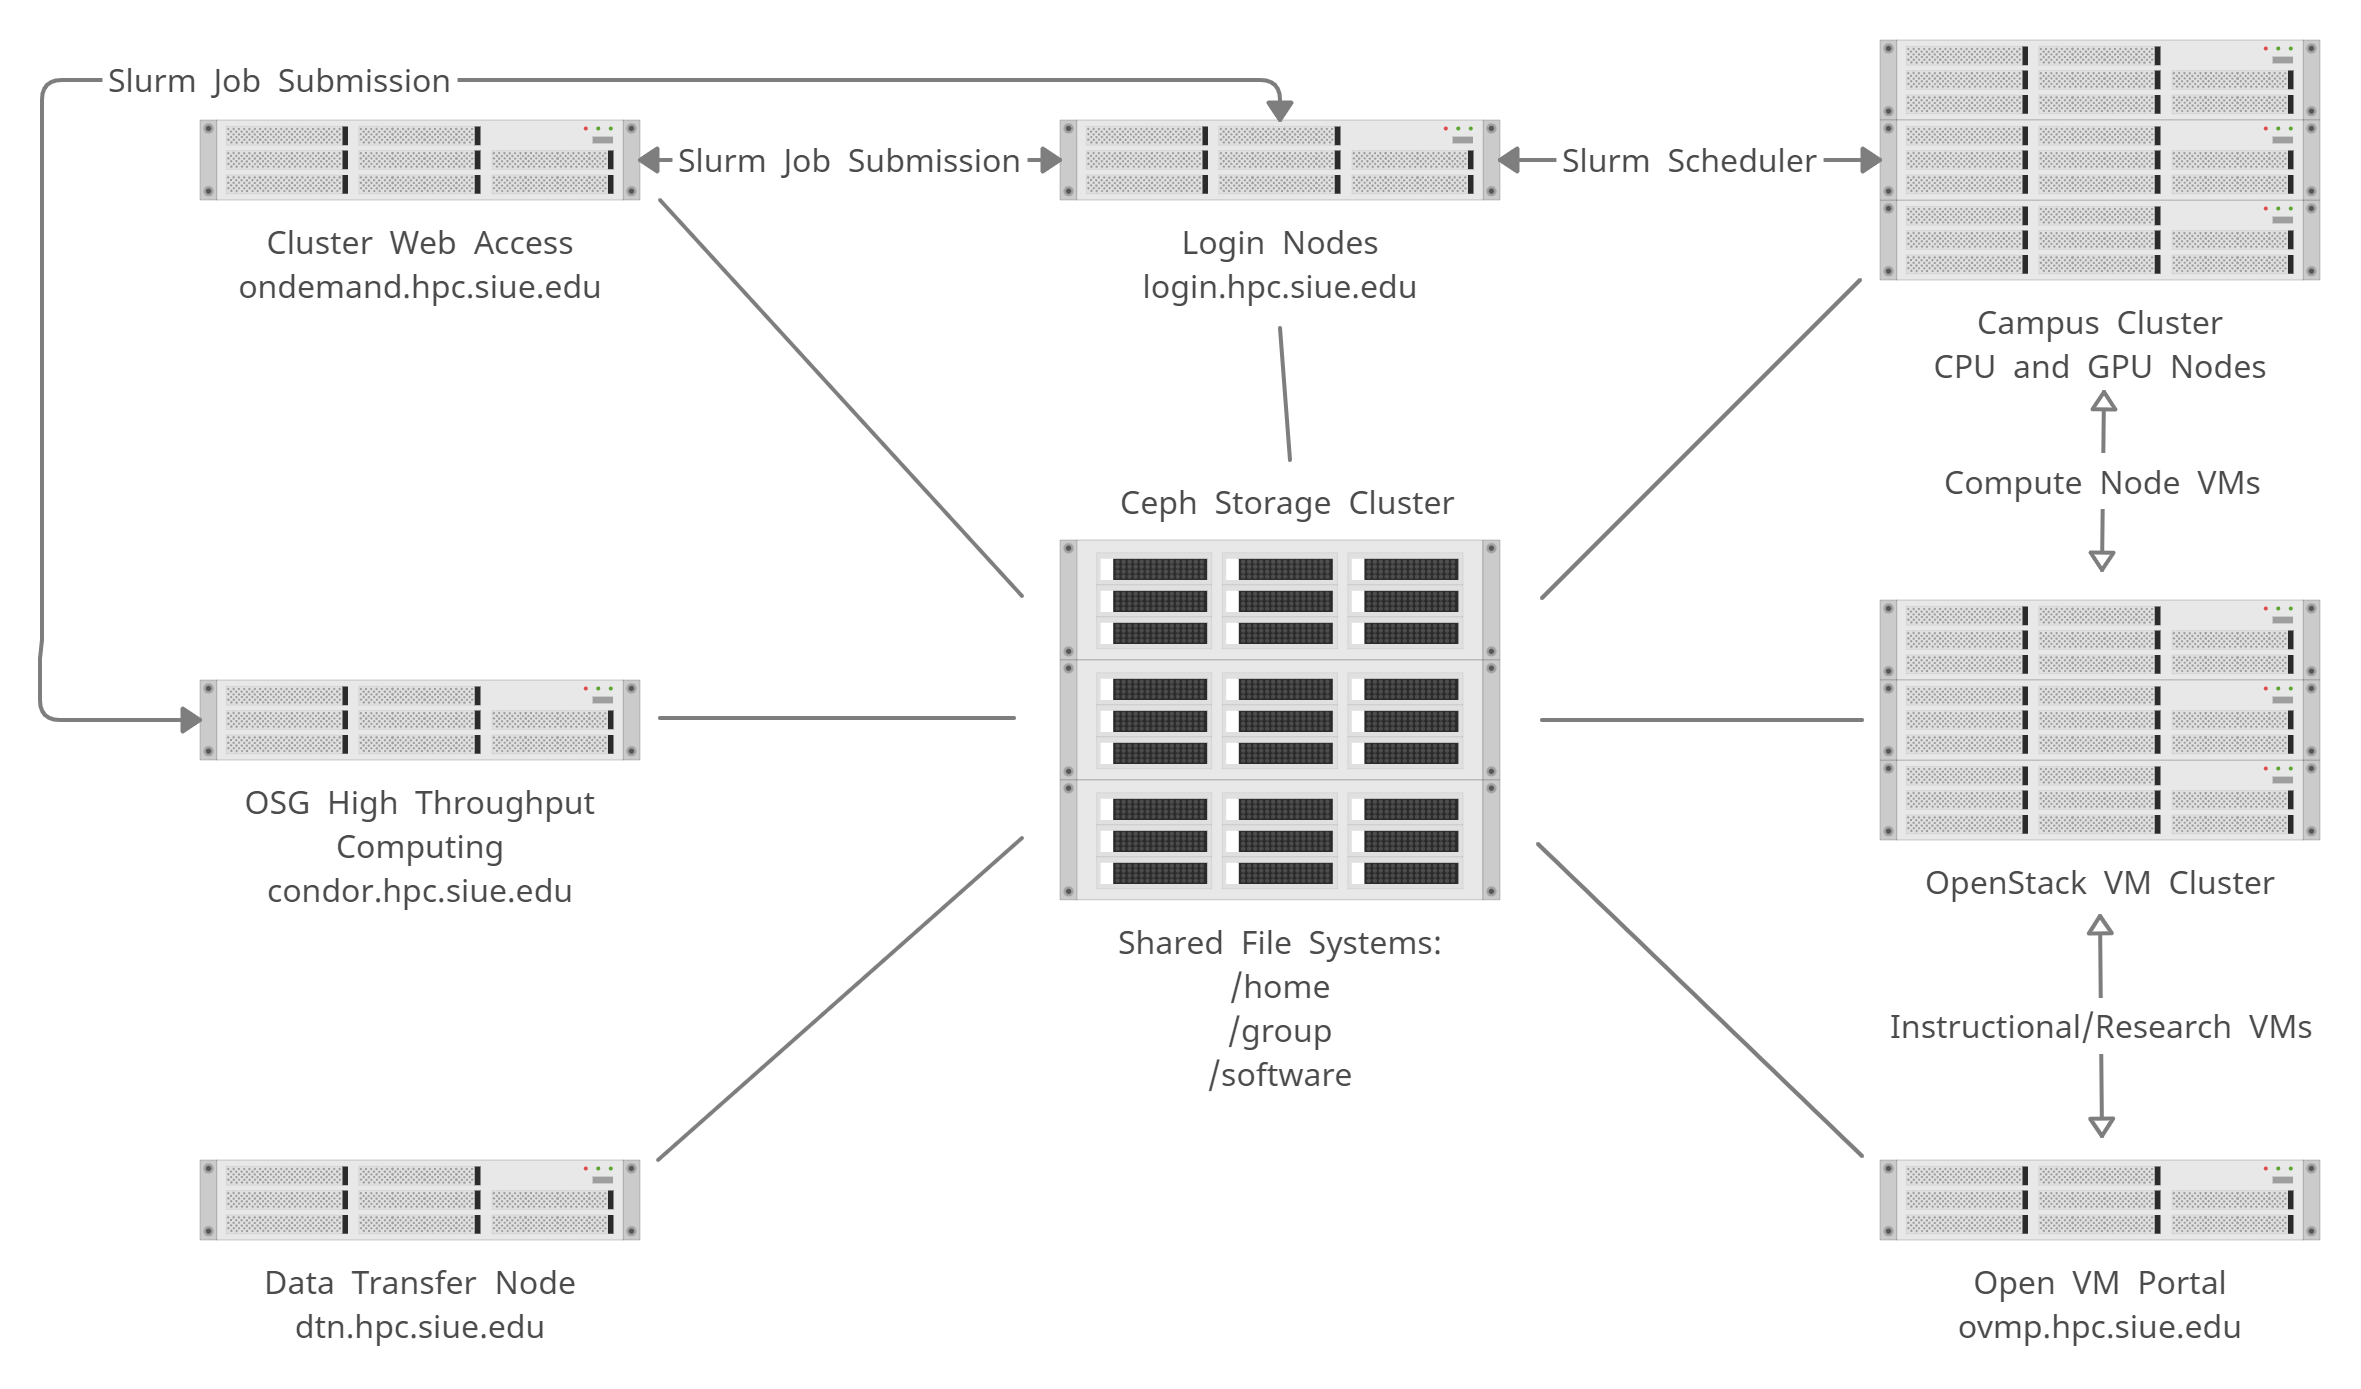 Slurm Job Submission
Slurm Job Submission
Slurm Scheduler
Cluster Web Access
ondemand.hpc.siue.edu
Login Nodes
login.hpc.siue.edu
Campus Cluster
CPU and GPU Nodes
Compute Node VMs
Ceph Storage Cluster
OSG High Throughput
Computing
condor.hpc.siue.edu
OpenStack VM Cluster
Shared File Systems:
/home
/group
/software
Instructional/Research VMs
Data Transfer Node
dtn.hpc.siue.edu
Open VM Portal
ovmp.hpc.siue.edu